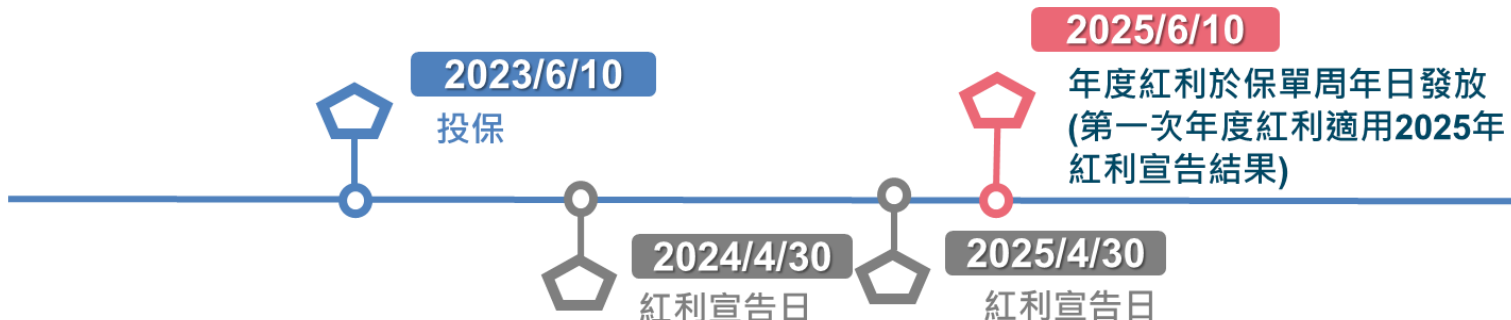 2023/6/10
投保
2024/4/30
紅利宣告日
2025/4/30
紅利宣告日
2025/6/10
年度紅利於保單周年日發放
(第一次年度紅利適用2025年
紅利宣告結果)